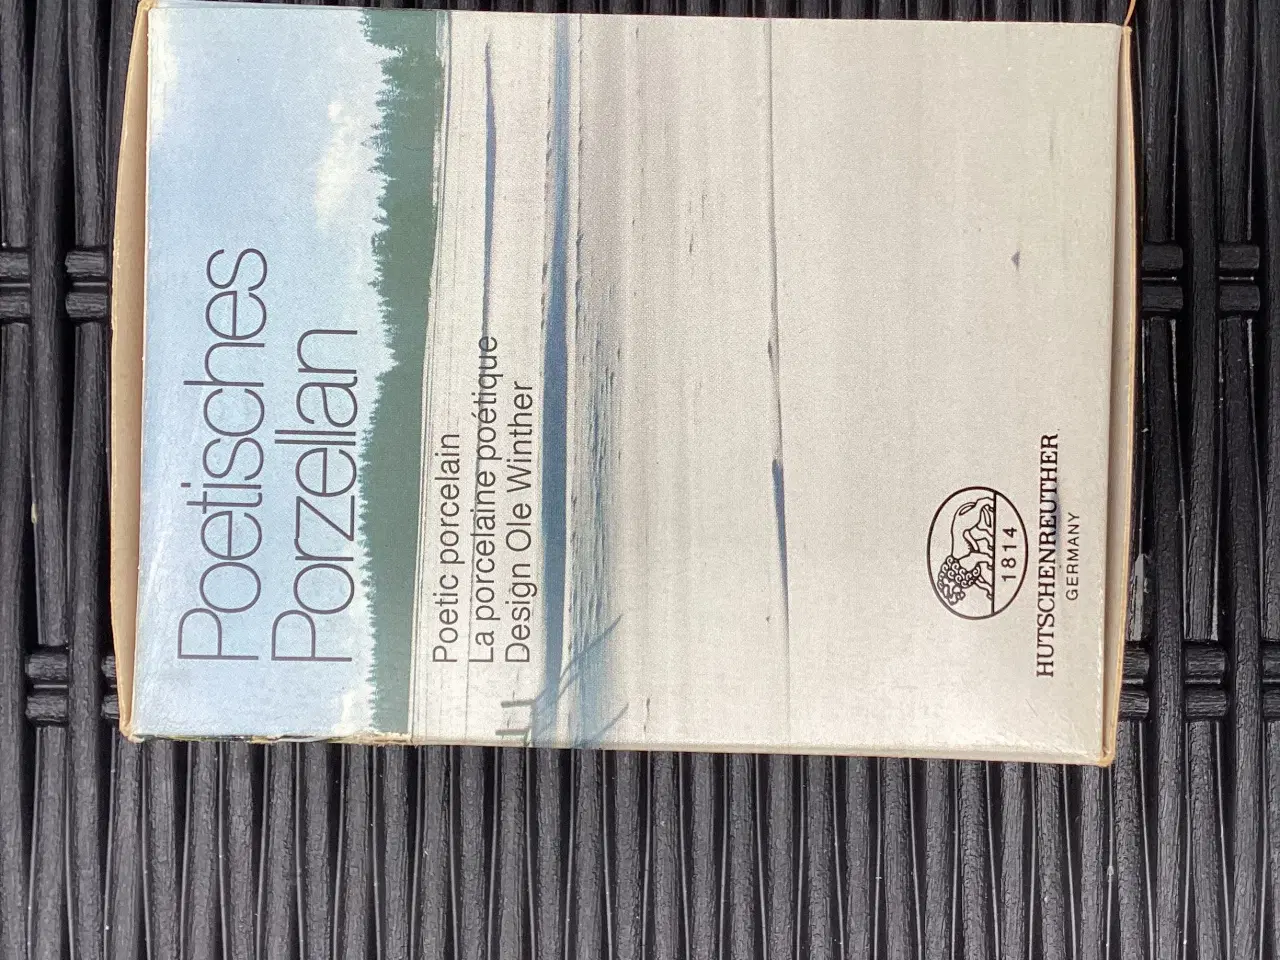 Poetisches
Porzellan
Poetic porcelain
La porcelaine poétique
Design Ole Winther
1814
HUTSCHENREUTHER
GERMANY